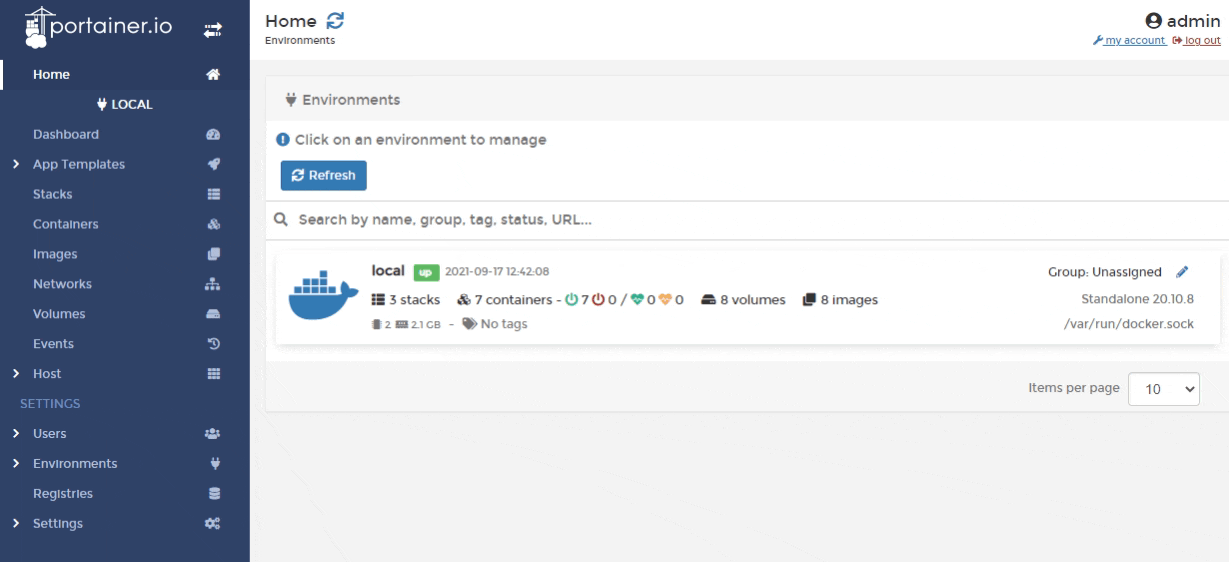 portainer.io
Home
LOCAL
Dashboard
App Templates
Stacks
Containers
Images
Networks
Volumes
Events
Host
SETTINGS
Users
Environments
Registries
Settings
Home
Environments
admin
my account log out
Environments
Click on an environment to manage
Refresh
Search by name, group, tag, status, URL...
local up 2021-09-17 12:42:08
Group: Unassigned
3 stacks 7 containers - 7 0 / 0 0 8 volumes 8 images
Standalone 20.10.8
2 2.1 GB - No tags
/var/run/docker.sock
Items per page 10